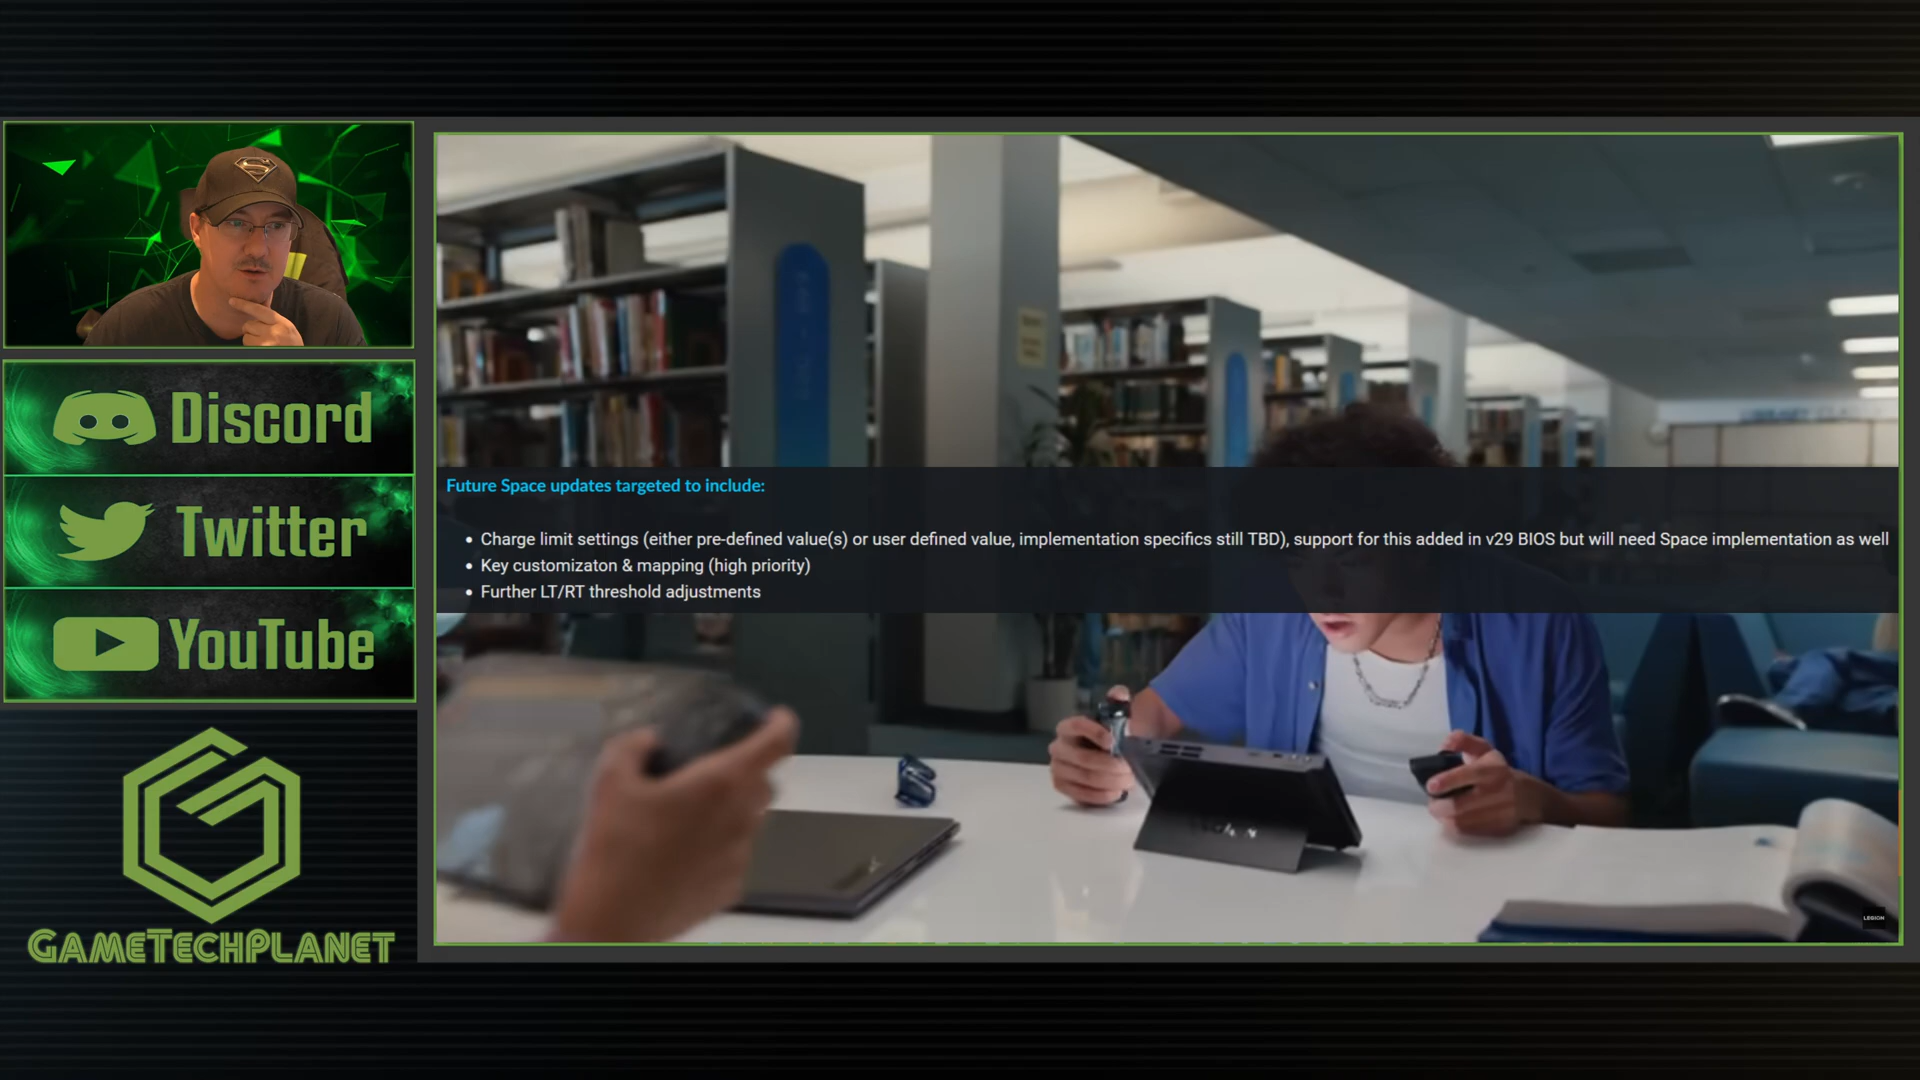 Discord
Twitter
YouTube
GAMETECHPLANET
Future Space updates targeted to include:
Charge limit settings (either pre-defined value(s) or user defined value, implementation specifics still TBD), support for this added in v29 BIOS but will need Space implementation as well
Key customizaton & mapping (high priority)
Further LT/RT threshold adjustments
LEGION